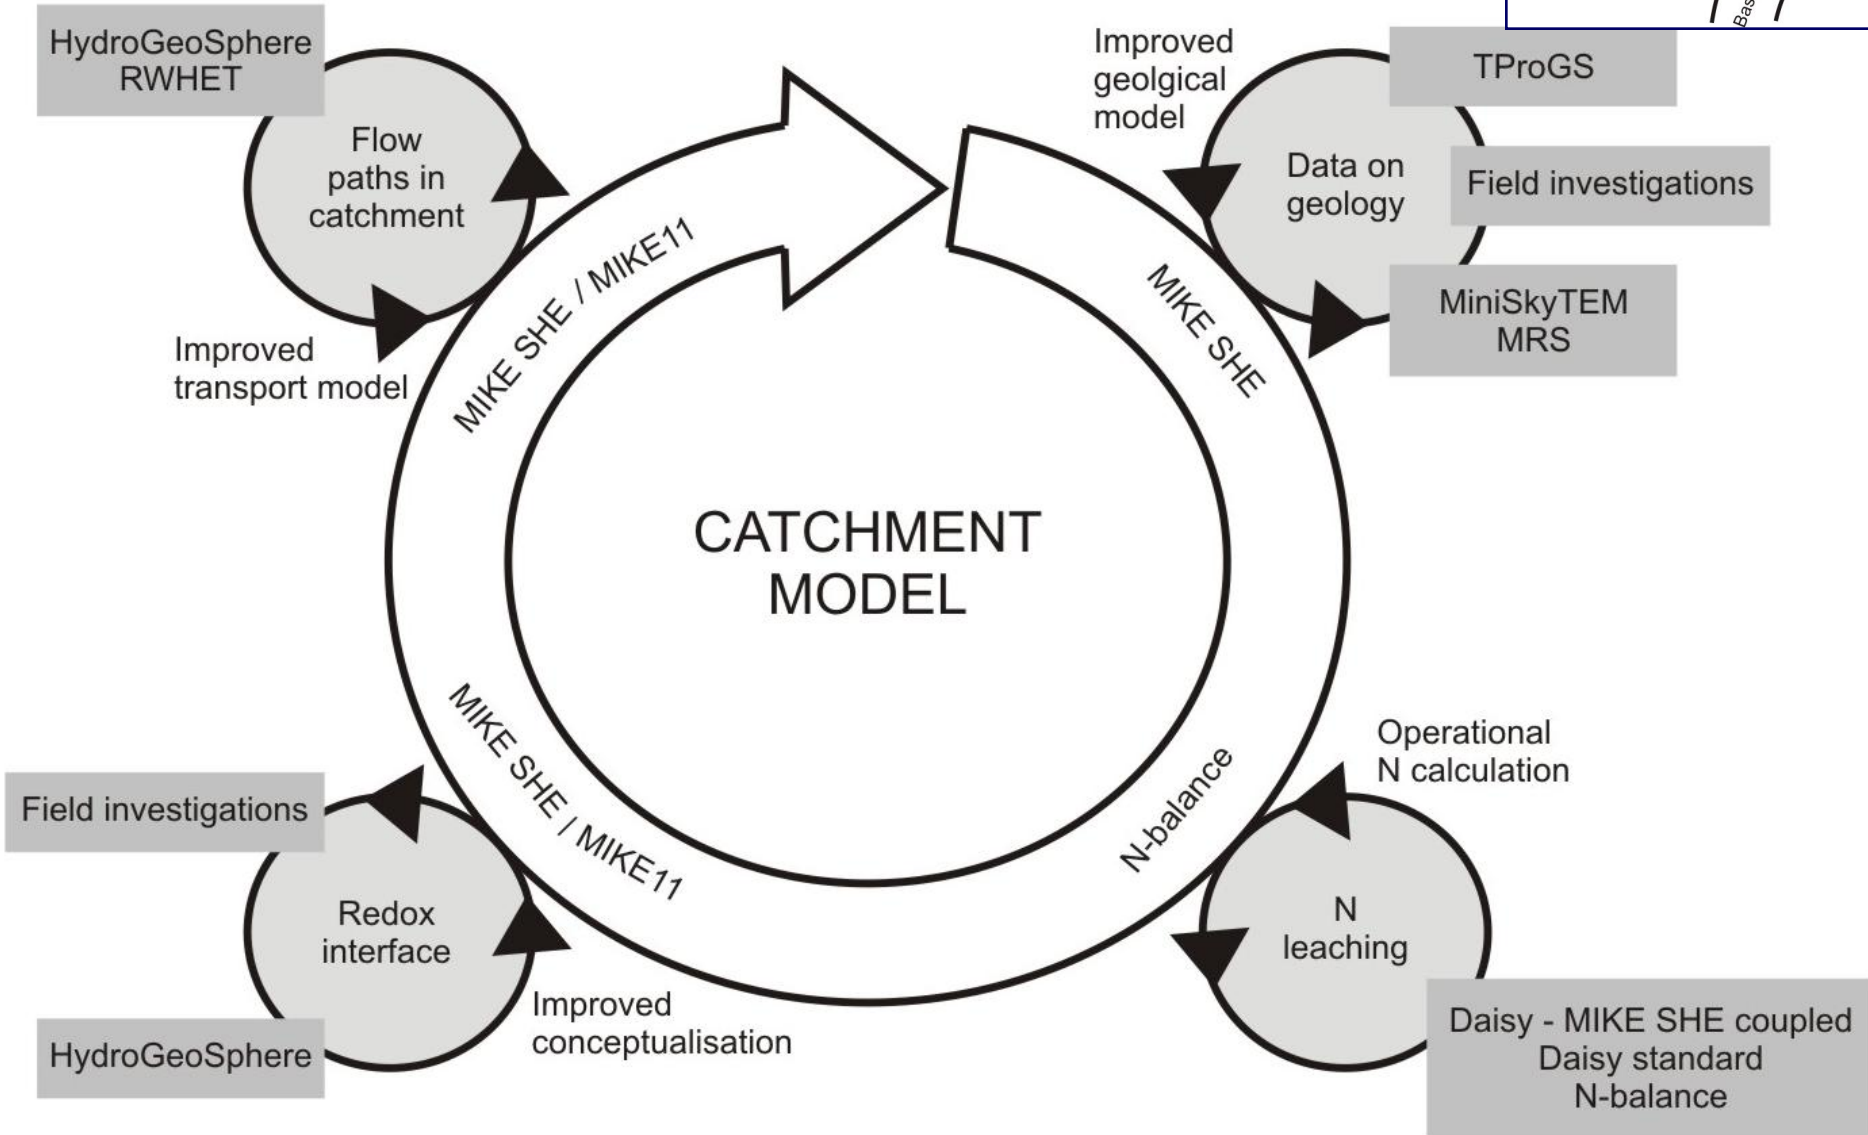 HydroGeoSphere
RWHET
Flow
paths in
catchment
Improved
transport model
MIKE SHE / MIKE11
Improved
geolgical
model
TProGS
Data on
geology
Field investigations
MiniSkyTEM
MRS
MIKE SHE
CATCHMENT
MODEL
Operational
N calculation
N-balance
N
leaching
Daisy - MIKE SHE coupled
Daisy standard
N-balance
MIKE SHE / MIKE11
Field investigations
Redox
interface
HydroGeoSphere
Improved
conceptualisation